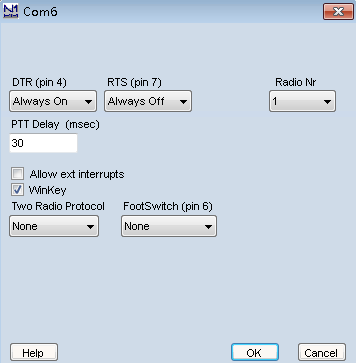 N1 Com6
DTR (pin 4) RTS (pin 7) Radio Nr
Always On Always Off 1
PTT Delay (msec)
30
Allow ext interrupts
WinKey
Two Radio Protocol FootSwitch (pin 6)
None None
Help OK Cancel